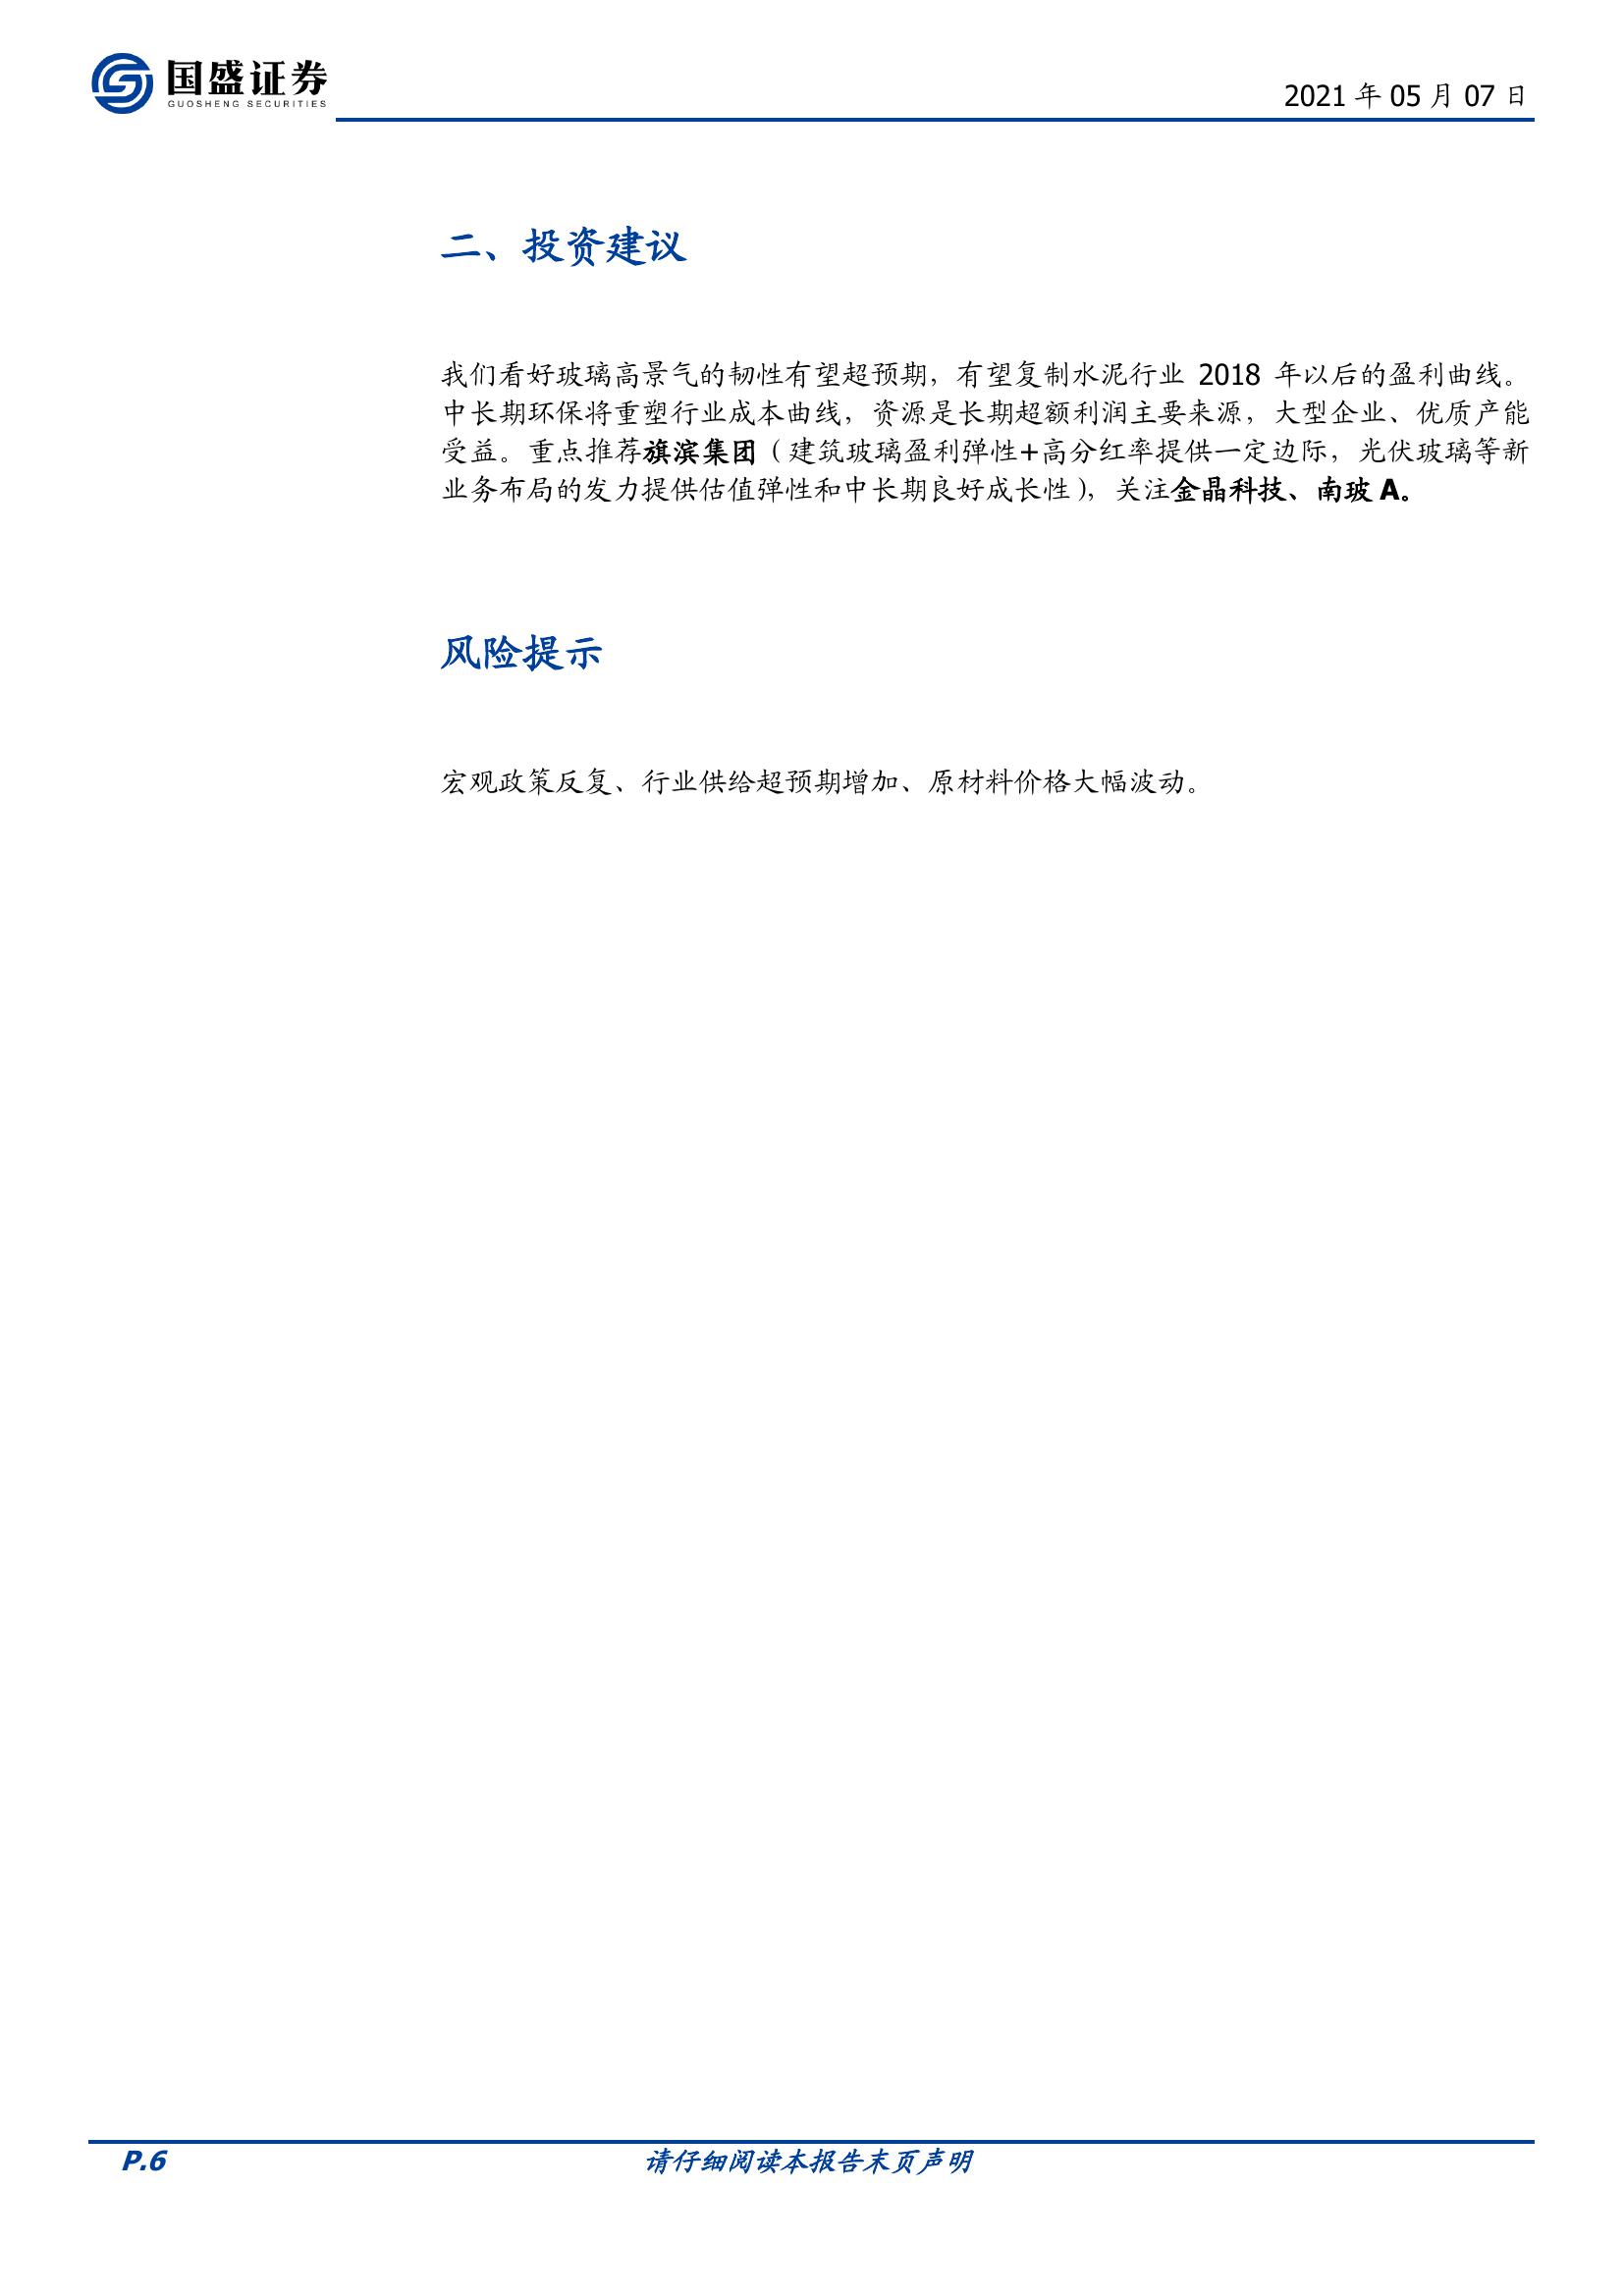 国盛证券
GUOSHENG SECURITIES
2021 年 05 月 07 日
二、投资建议
我们看好玻璃高景气的韧性有望超预期，有望复制水泥行业 2018 年以后的盈利曲线。
中长期环保将重塑行业成本曲线，资源是长期超额利润主要来源，大型企业、优质产能
受益。重点推荐旗滨集团（建筑玻璃盈利弹性+高分红率提供一定边际，光伏玻璃等新
业务布局的发力提供估值弹性和中长期良好成长性），关注金晶科技、南玻 A。
风险提示
宏观政策反复、行业供给超预期增加、原材料价格大幅波动。
P.6
请仔细阅读本报告末页声明